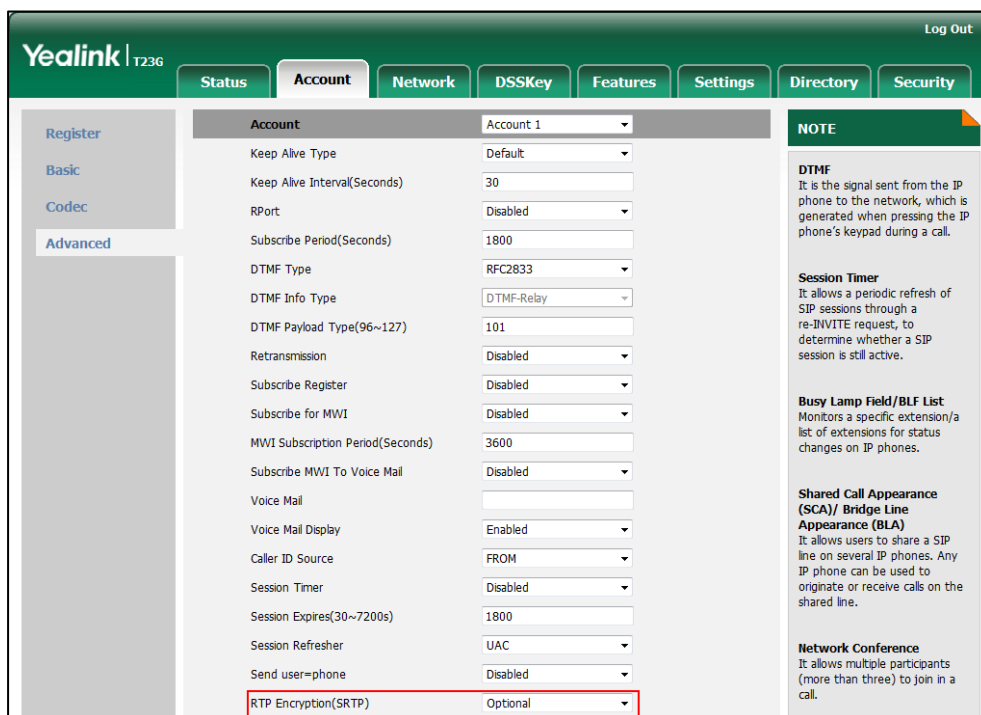 Log Out
Yealink T23G
Status Account Network DSSKey Features Settings Directory Security
Register
Basic
Codec
Advanced
Account Account 1
Keep Alive Type Default
Keep Alive Interval(Seconds) 30
RPort Disabled
Subscribe Period(Seconds) 1800
DTMF Type RFC2833
DTMF Info Type DTMF-Relay
DTMF Payload Type(96~127) 101
Retransmission Disabled
Subscribe Register Disabled
Subscribe for MWI Disabled
MWI Subscription Period(Seconds) 3600
Subscribe MWI To Voice Mail Disabled
Voice Mail
Voice Mail Display Enabled
Caller ID Source FROM
Session Timer Disabled
Session Expires(30~7200s) 1800
Session Refresher UAC
Send user=phone Disabled
RTP Encryption(SRTP) Optional
NOTE
DTMF
It is the signal sent from the IP
phone to the network, which is
generated when pressing the IP
phone's keypad during a call.
Session Timer
It allows a periodic refresh of
SIP sessions through a
re-INVITE request, to
determine whether a SIP
session is still active.
Busy Lamp Field/BLF List
Monitors a specific extension/a
list of extensions for status
changes on IP phones.
Shared Call Appearance
(SCA)/ Bridge Line
Appearance (BLA)
It allows users to share a SIP
line on several IP phones. Any
IP phone can be used to
originate or receive calls on the
shared line.
Network Conference
It allows multiple participants
(more than three) to join in a
call.